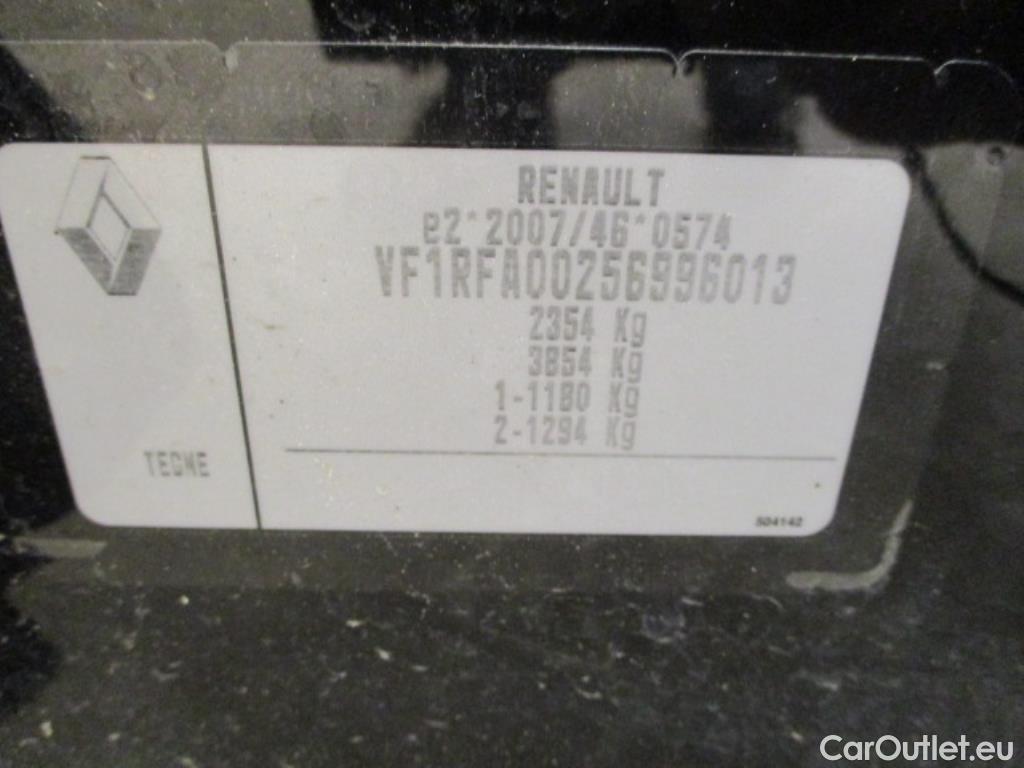 RENAULT
e2*2007/46*0574
VF1RFA00256996013
2354 Kg
3854 Kg
1-1180 Kg
2-1294 Kg
TECNE
504142
CarOutlet.eu